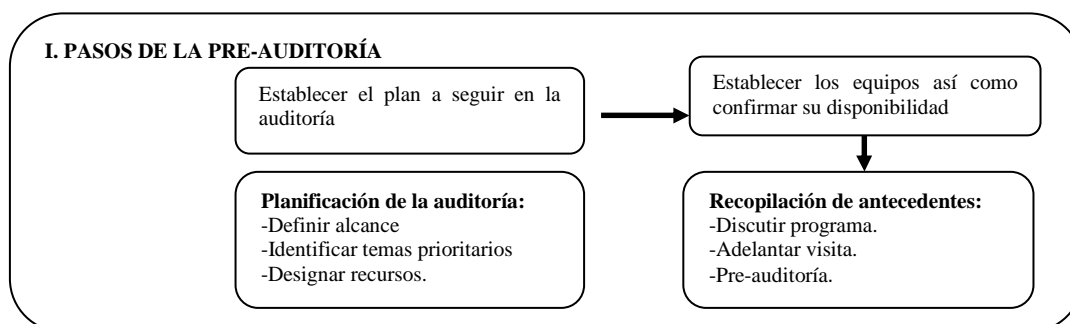 I. PASOS DE LA PRE-AUDITORÍA
Establecer el plan a seguir en la
auditoría
Establecer los equipos así como
confirmar su disponibilidad
Planificación de la auditoría:
-Definir alcance
-Identificar temas prioritarios
-Designar recursos.
Recopilación de antecedentes:
-Discutir programa.
-Adelantar visita.
-Pre-auditoría.